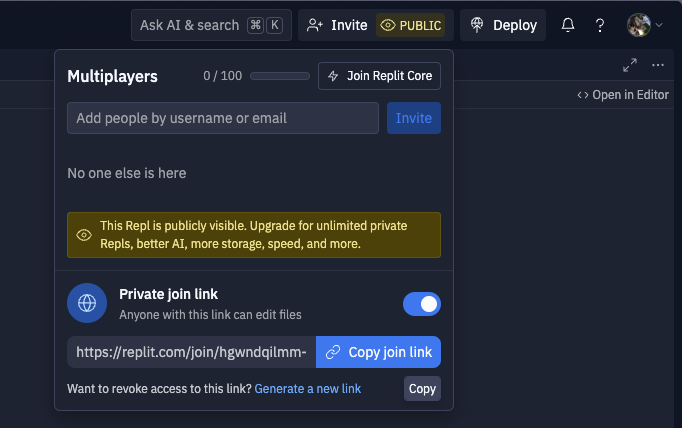 Ask AI & search ⌘ K Invite PUBLIC Deploy ?
Multiplayers 0 / 100 Join Replit Core
<> Open in Editor
Add people by username or email Invite
No one else is here
This Repl is publicly visible. Upgrade for unlimited private
Repls, better AI, more storage, speed, and more.
Private join link
Anyone with this link can edit files
https://replit.com/join/hgwndqilmm- Copy join link
Want to revoke access to this link? Generate a new link Copy